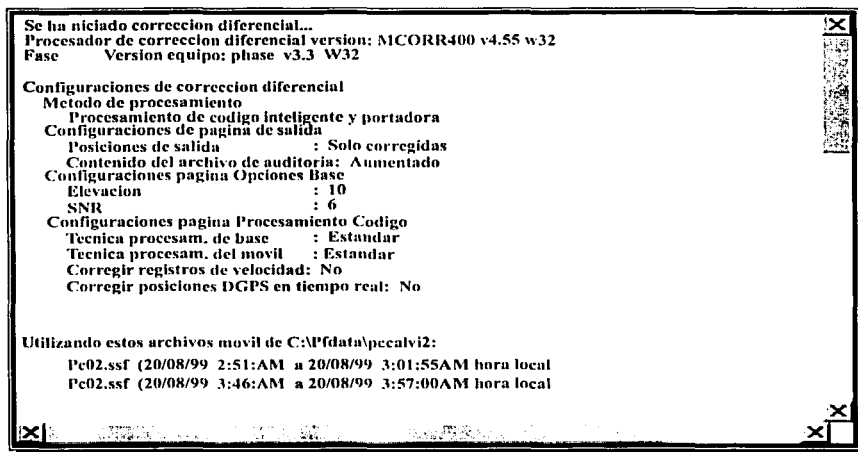 Se ha niciado correccion diferencial...
Procesador de correccion diferencial version: MCORR400 v4.55 w32
Fase Version equipo: phase v3.3 W32
Configuraciones de correccion diferencial
Metodo de procesamiento
Procesamiento de codigo inteligente y portadora
Configuraciones de pagina de salida
Posiciones de salida : Solo corregidas
Contenido del archivo de auditoria: Aumentado
Configuraciones pagina Opciones Base
Elevacion : 10
SNR : 6
Configuraciones pagina Procesamiento Codigo
Tecnica procesam. de base : Estandar
Tecnica procesam. del movil : Estandar
Corregir registros de velocidad: No
Corregir posiciones DGPS en tiempo real: No
Utilizando estos archivos movil de C:\Pfdata\pccalvi2:
Pc02.ssf (20/08/99 2:51:AM a 20/08/99 3:01:55AM hora local
Pc02.ssf (20/08/99 3:46:AM a 20/08/99 3:57:00AM hora local